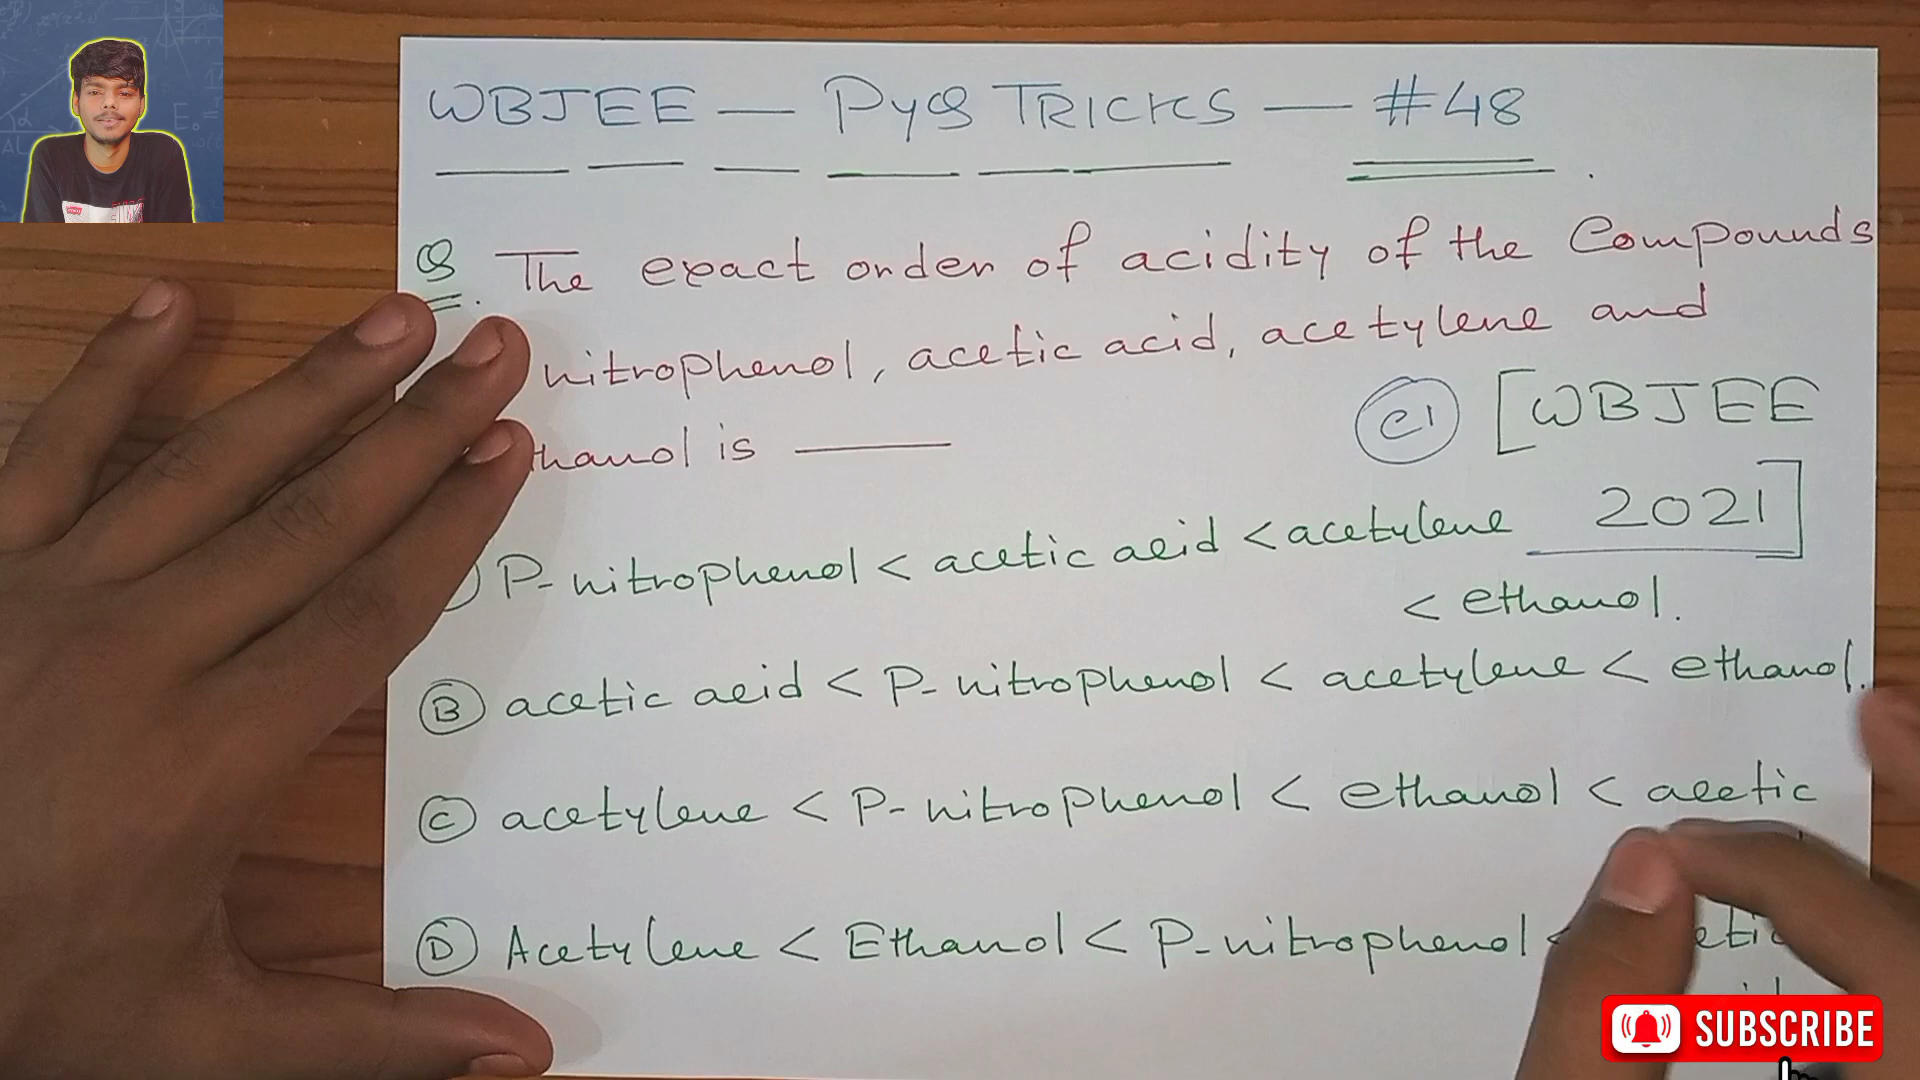 WBJEE — PYQ TRICKS — #48
Q. The exact order of acidity of the Compounds
nitrophenol, acetic acid, acetylene and
hanol is ———
[WBJEE
2021]
P-nitrophenol < acetic acid < acetylene
< ethanol.
(B) acetic acid < P-nitrophenol < acetylene < ethanol.
(C) acetylene < P-nitrophenol < ethanol < acetic
(D) Acetylene < Ethanol < P-nitrophenol < etic
SUBSCRIBE